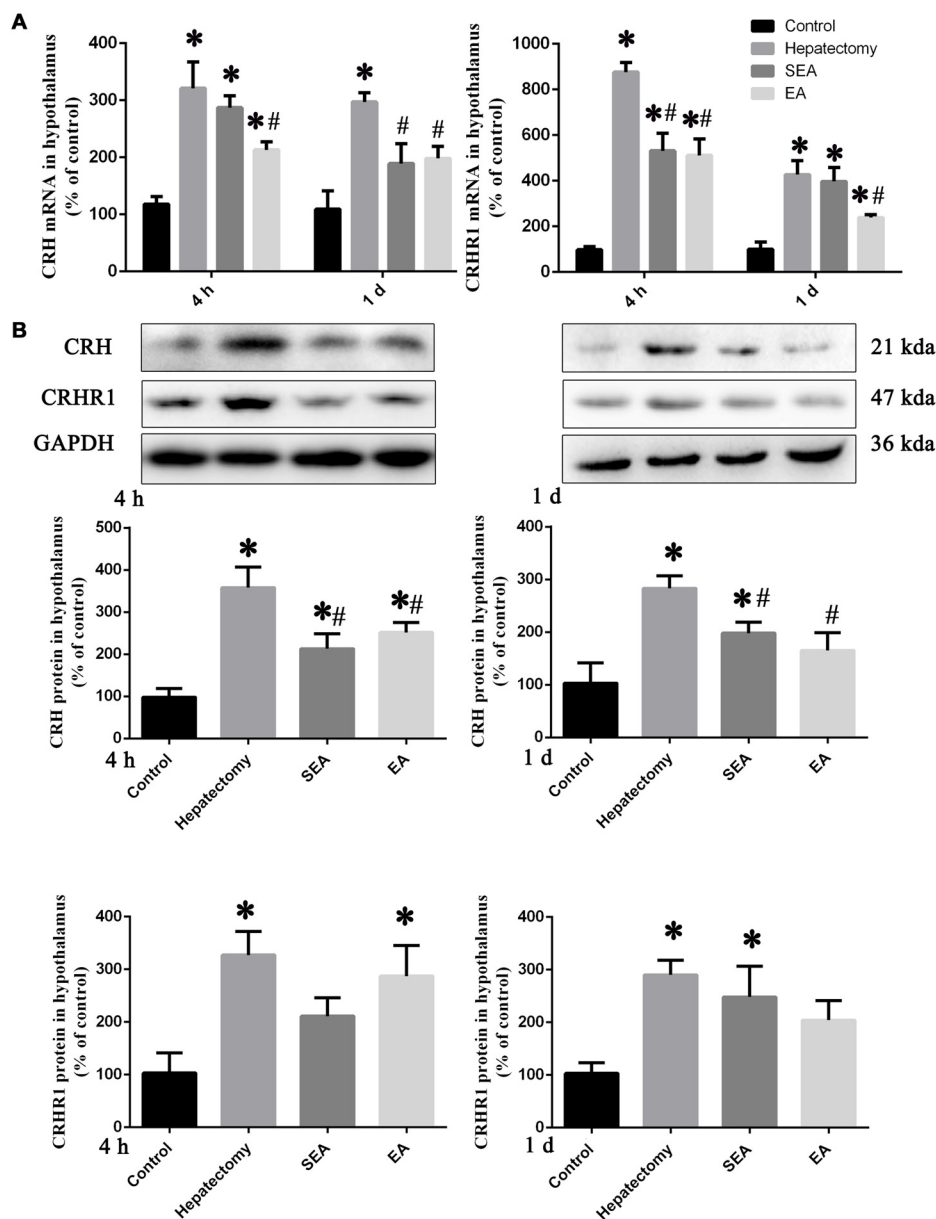 A
CRH mRNA in hypothalamus
(% of control)
400
300
200
100
0
*
*
*#
*
#
#
4 h
1 d
CRHR1 mRNA in hypothalamus
(% of control)
1000
800
600
400
200
0
*
*#
*#
*
*
*#
4 h
1 d
Control
Hepatectomy
SEA
EA
B
CRH
21 kda
CRHR1
47 kda
GAPDH
36 kda
4 h
1 d
CRH protein in hypothalamus
(% of control)
500
400
300
200
100
0
*
*#
*#
4 h
Control
Hepatectomy
SEA
EA
CRH protein in hypothalamus
(% of control)
400
300
200
100
0
*
*#
#
1 d
Control
Hepatectomy
SEA
EA
CRHR1 protein in hypothalamus
(% of control)
400
300
200
100
0
*
*
4 h
Control
Hepatectomy
SEA
EA
CRHR1 protein in hypothalamus
(% of control)
400
300
200
100
0
*
*
1 d
Control
Hepatectomy
SEA
EA